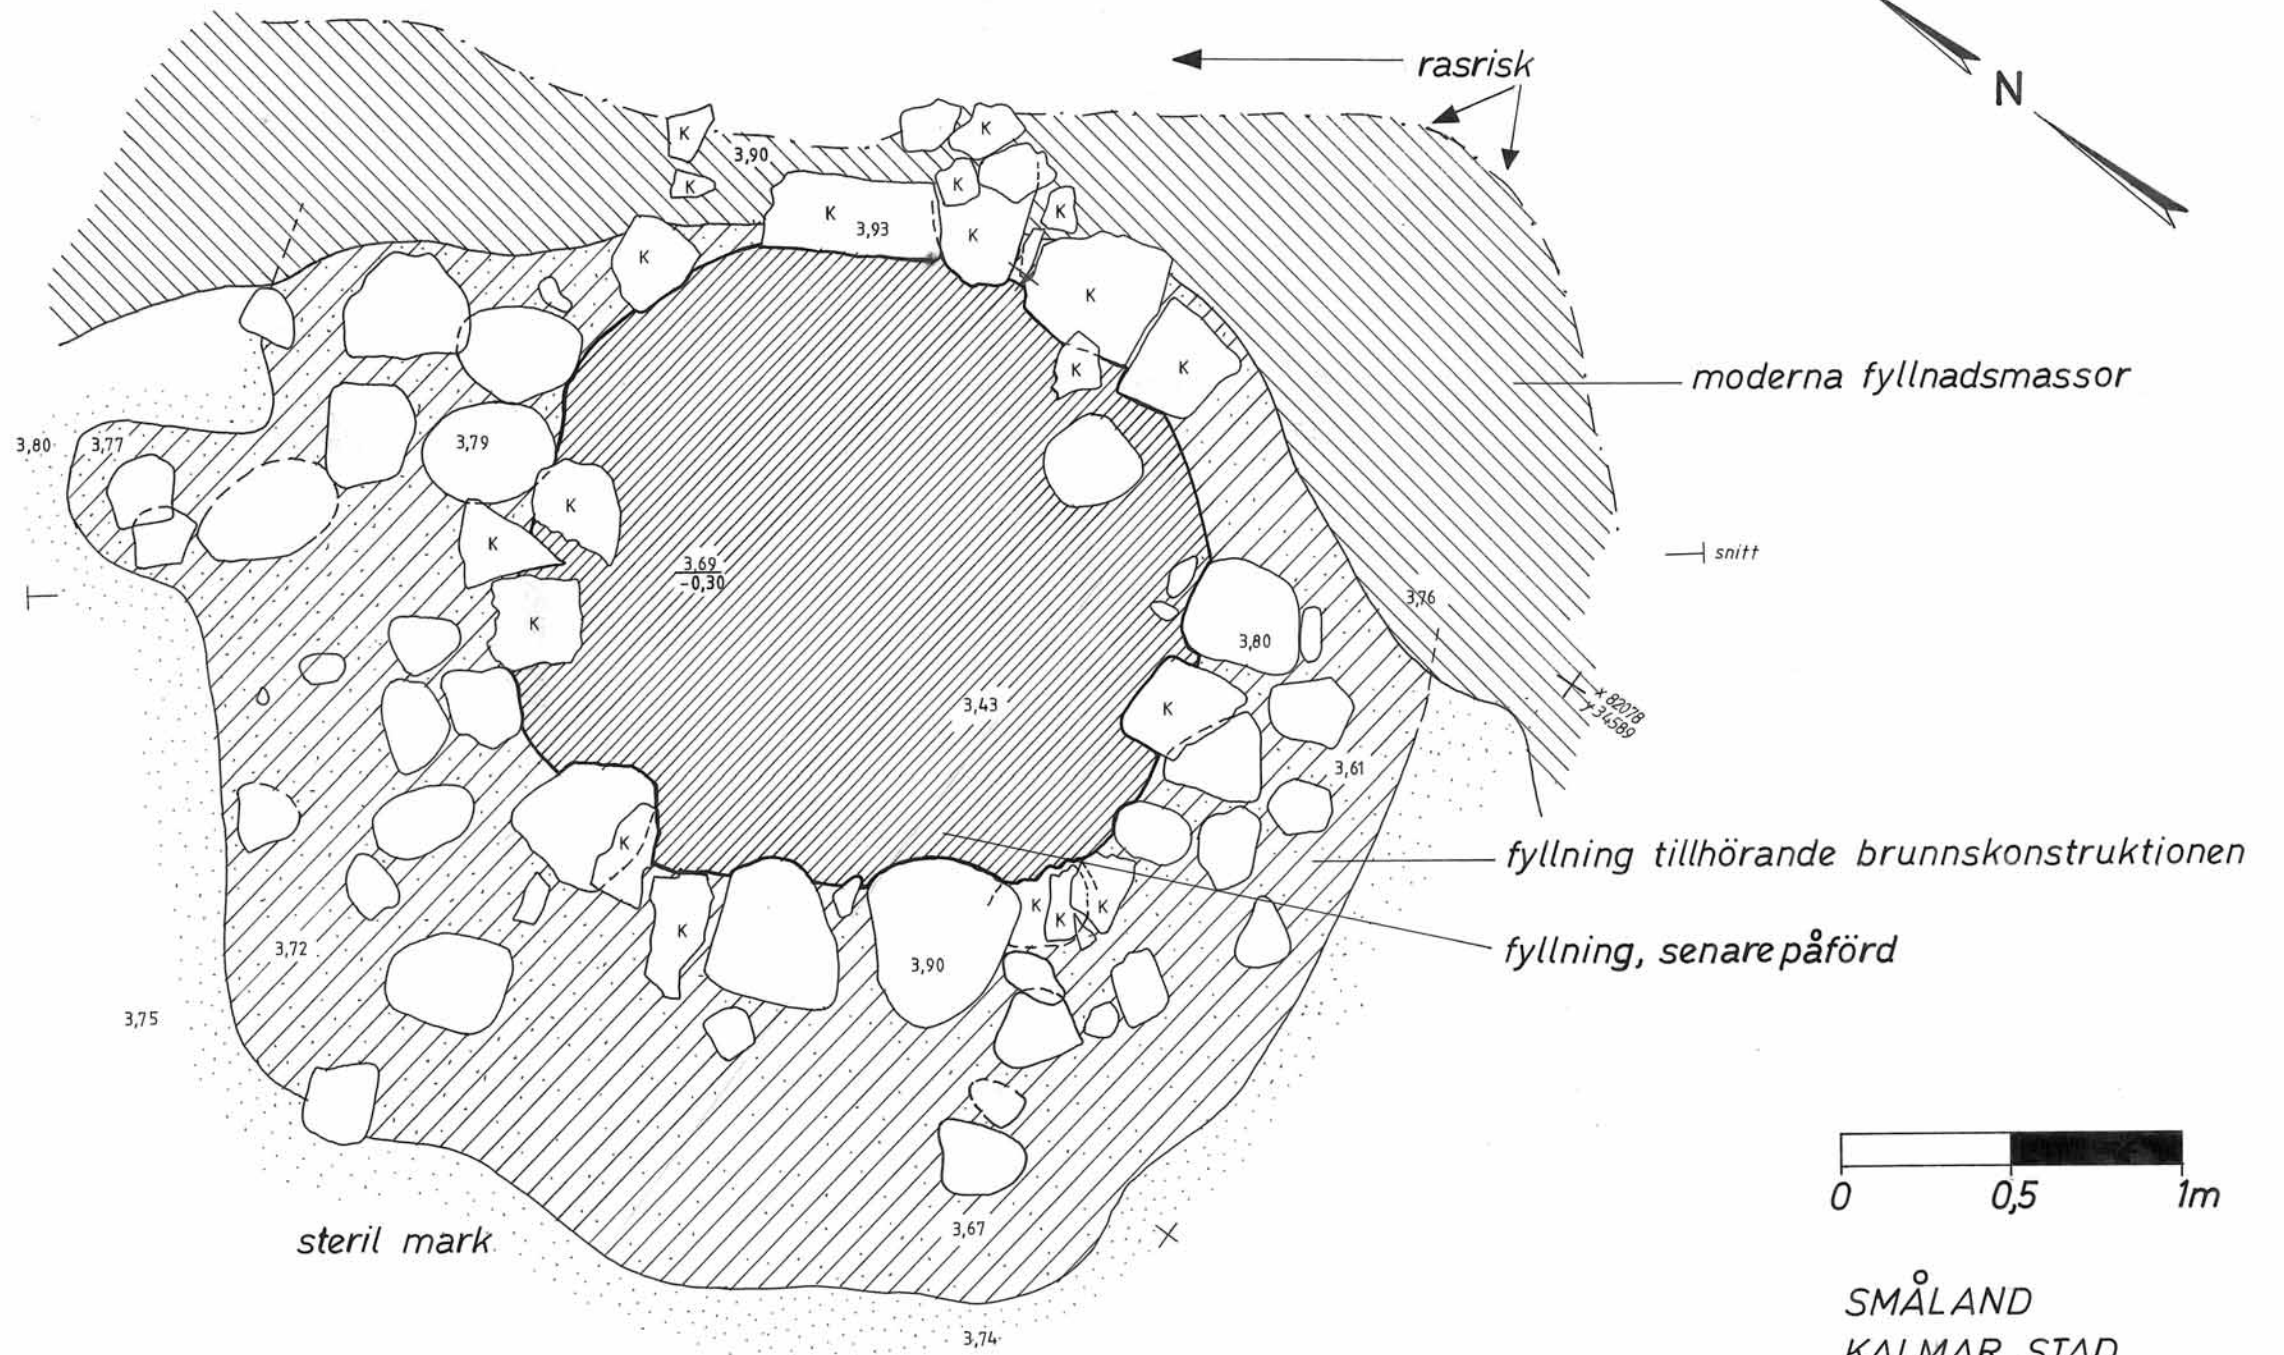 rasrisk
N
K
K
3,90
K
K
K
3,93
K
K
K
K
K
K
moderna fyllnadsmassor
3,80
3,77
3,79
K
K
snitt
3,69
-0,30
3,76
K
3,80
x 82078
y 34589
3,43
K
3,61
K
fyllning tillhörande brunnskonstruktionen
K
K
K
K
3,72
3,90
fyllning, senare påförd
3,75
0 0,5 1m
3,67
steril mark
SMÅLAND
3,74
KALMAR STAD